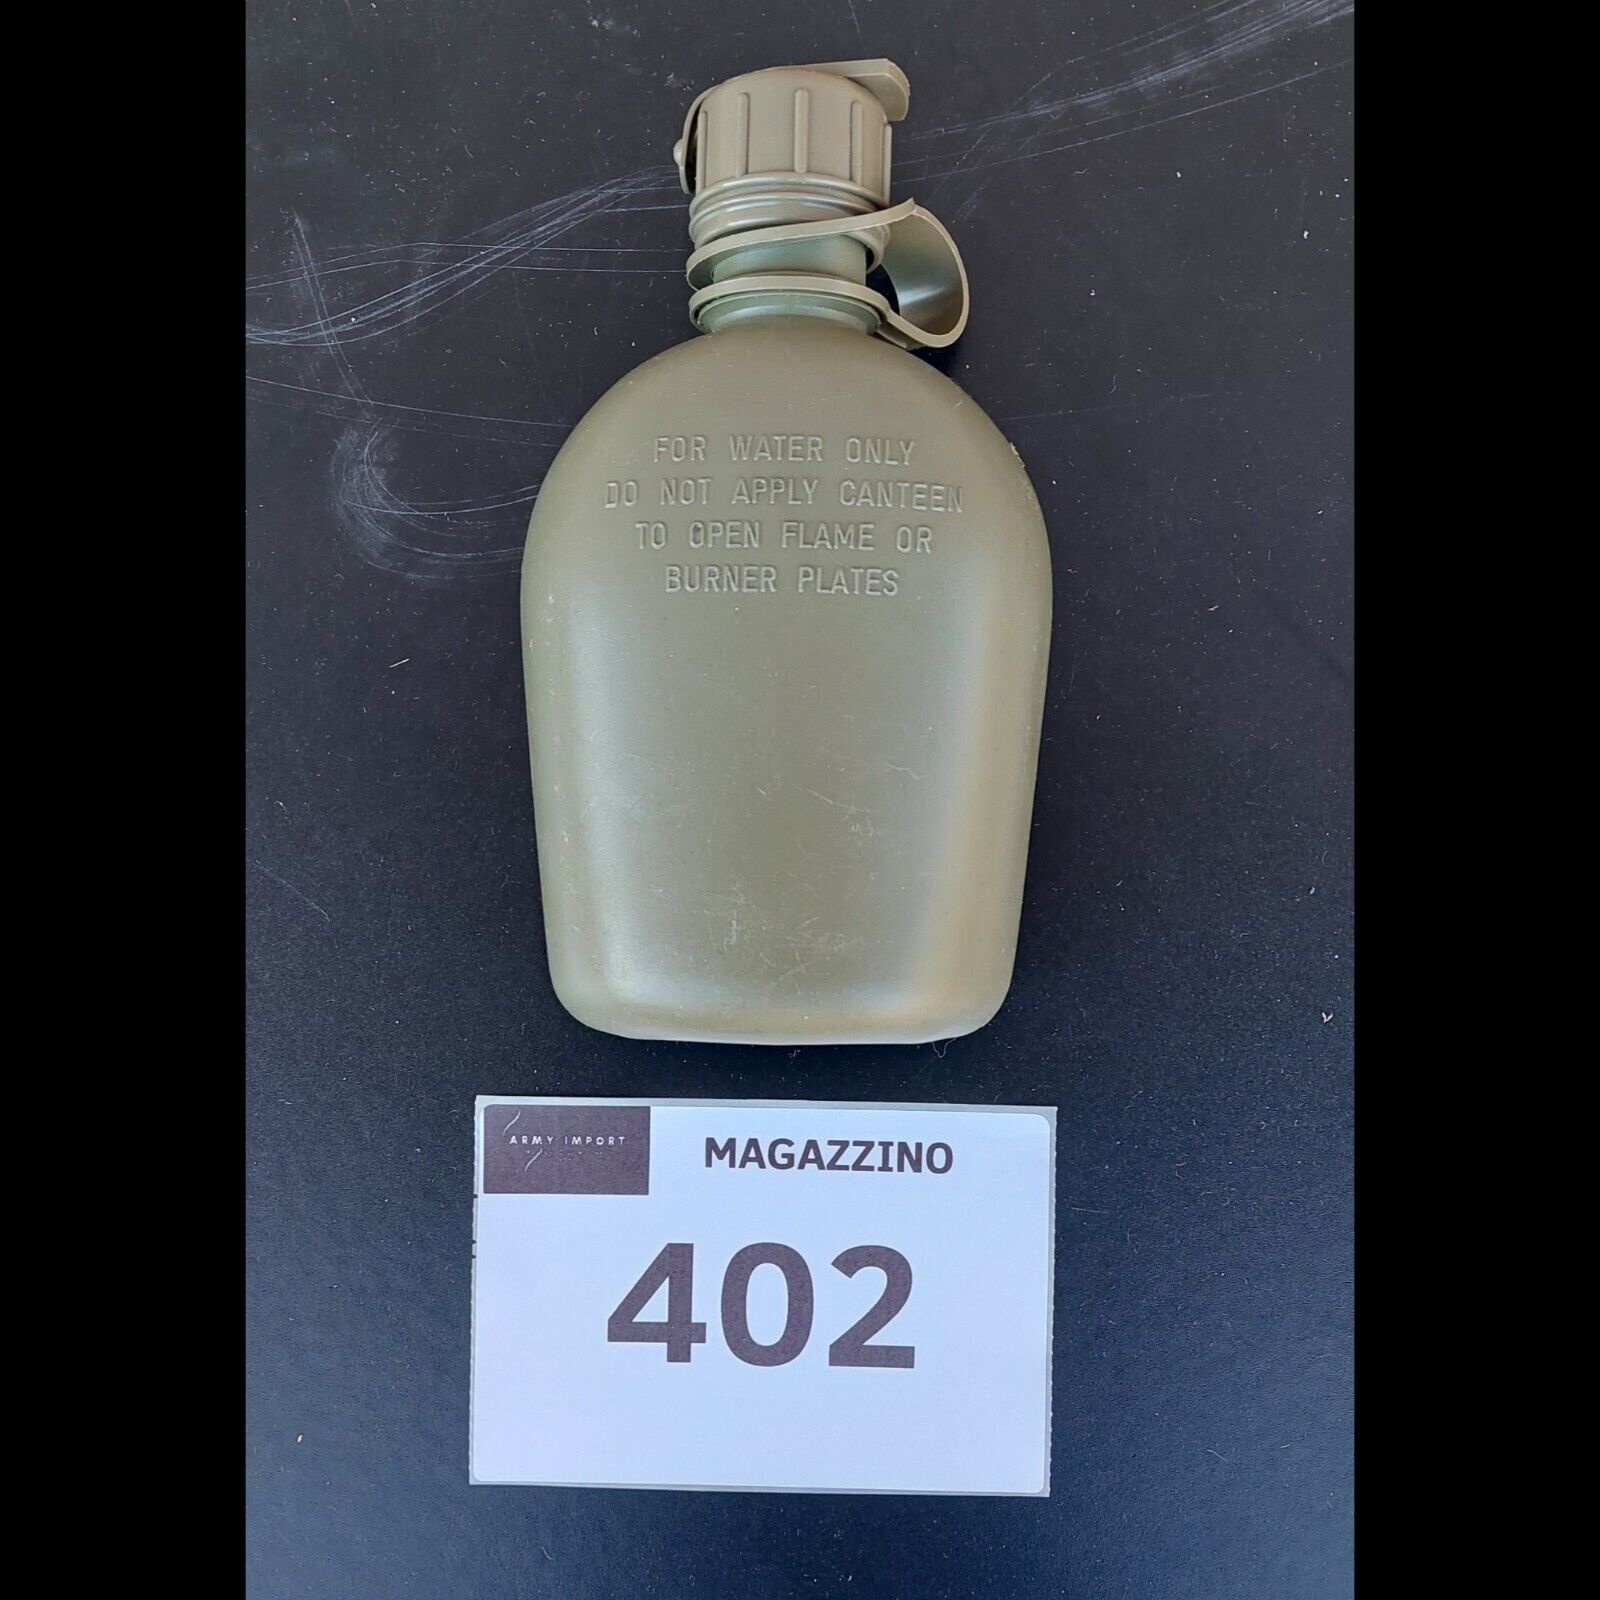 FOR WATER ONLY
DO NOT APPLY CANTEEN
TO OPEN FLAME OR
BURNER PLATES
ARMY IMPORT
MAGAZZINO
402